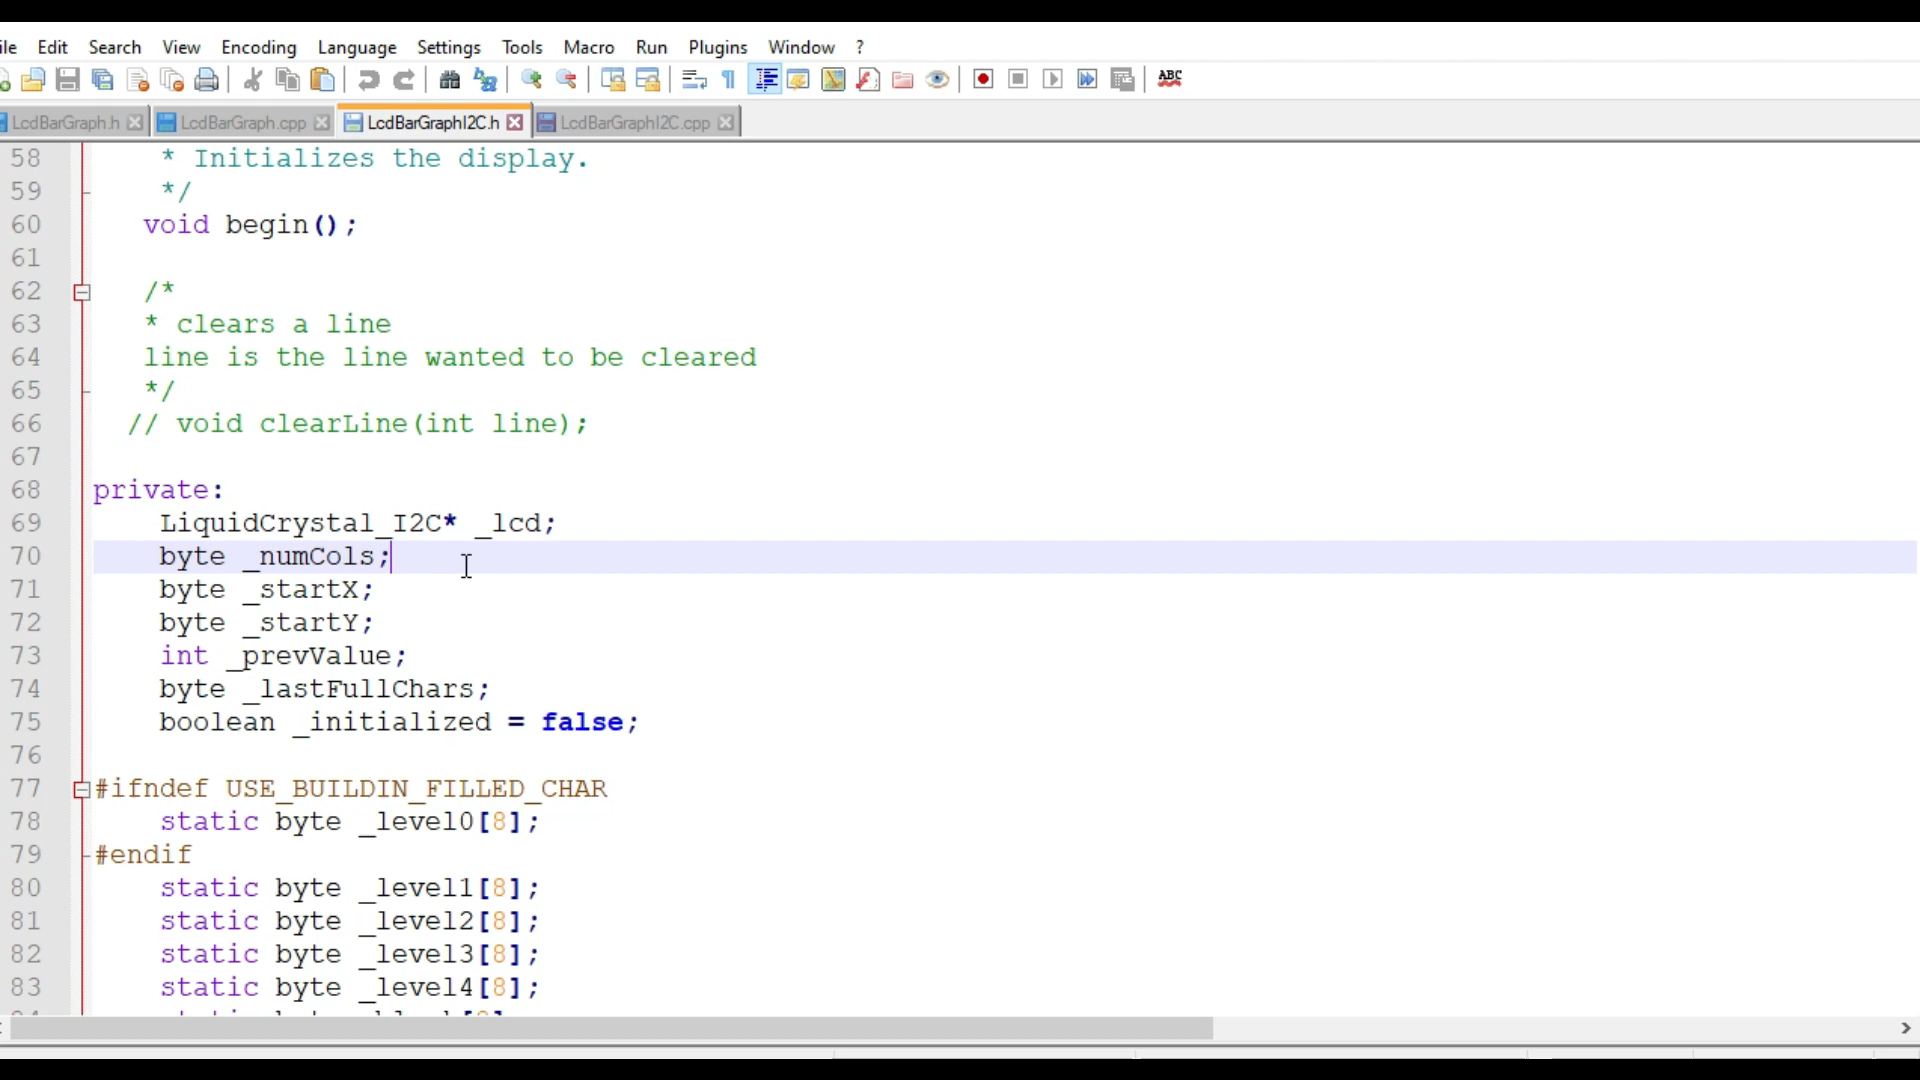 ile Edit Search View Encoding Language Settings Tools Macro Run Plugins Window ?
ABC
LcdBarGraph.h LcdBarGraph.cpp LcdBarGraphI2C.h LcdBarGraphI2C.cpp
58 * Initializes the display.
59 */
60 void begin();
61
62 /*
63 * clears a line
64 line is the line wanted to be cleared
65 */
66 // void clearLine(int line);
67
68 private:
69 LiquidCrystal_I2C* _lcd;
70 byte _numCols;
71 byte _startX;
72 byte _startY;
73 int _prevValue;
74 byte _lastFullChars;
75 boolean _initialized = false;
76
77 #ifndef USE_BUILDIN_FILLED_CHAR
78 static byte _level0[8];
79 #endif
80 static byte _level1[8];
81 static byte _level2[8];
82 static byte _level3[8];
83 static byte _level4[8];